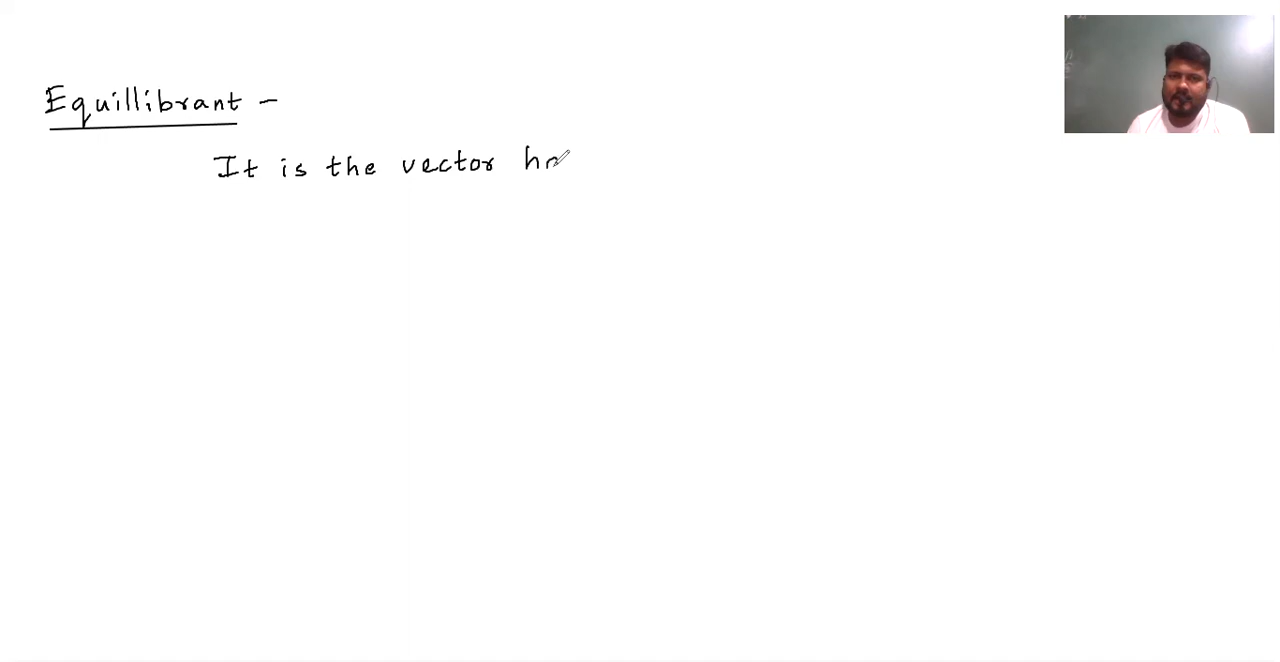 Equillibrant -
It is the vector